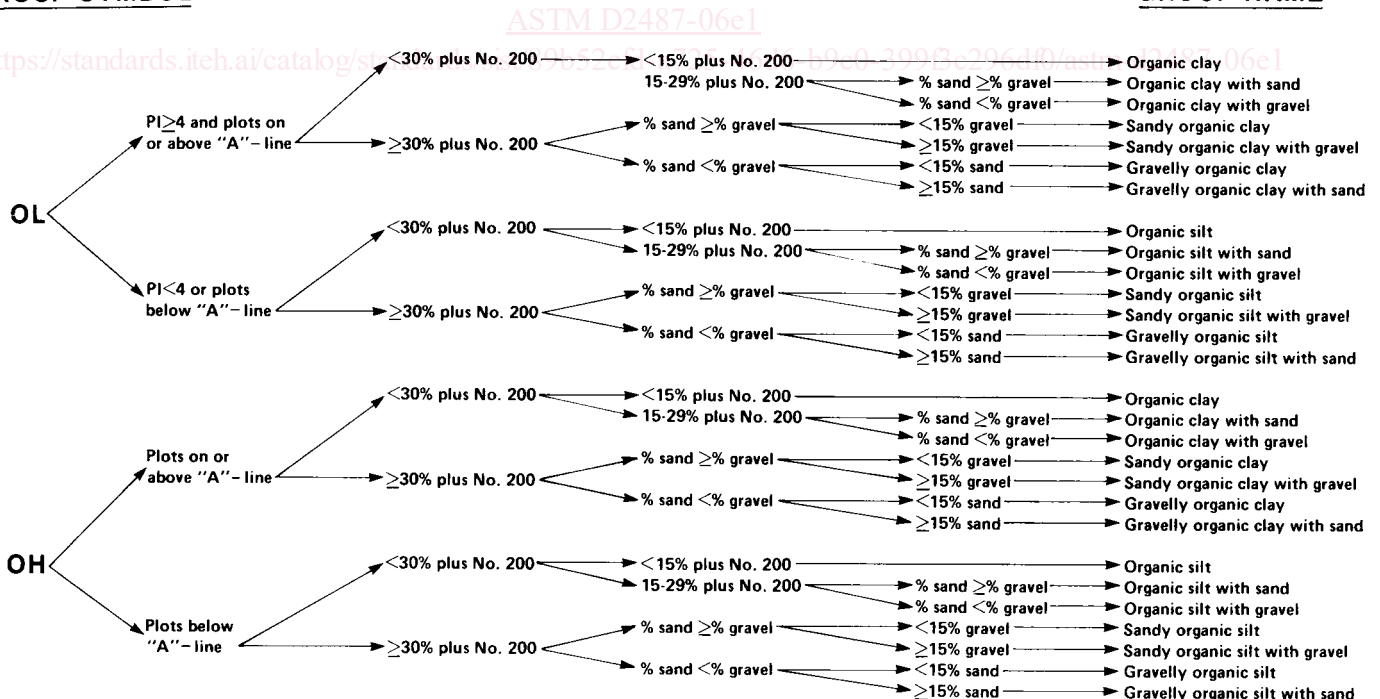 ASTM D2487-06e1
<30% plus No. 200 <15% plus No. 200 Organic clay
15-29% plus No. 200 % sand ≥% gravel Organic clay with sand
% sand <% gravel Organic clay with gravel
PI≥4 and plots on
or above "A"-line
≥30% plus No. 200 % sand ≥% gravel <15% gravel Sandy organic clay
≥15% gravel Sandy organic clay with gravel
% sand <% gravel <15% sand Gravelly organic clay
≥15% sand Gravelly organic clay with sand
OL
<30% plus No. 200 <15% plus No. 200 Organic silt
15-29% plus No. 200 % sand ≥% gravel Organic silt with sand
% sand <% gravel Organic silt with gravel
PI<4 or plots
below "A"-line
≥30% plus No. 200 % sand ≥% gravel <15% gravel Sandy organic silt
≥15% gravel Sandy organic silt with gravel
% sand <% gravel <15% sand Gravelly organic silt
≥15% sand Gravelly organic silt with sand
<30% plus No. 200 <15% plus No. 200 Organic clay
15-29% plus No. 200 % sand ≥% gravel Organic clay with sand
% sand <% gravel Organic clay with gravel
Plots on or
above "A"-line
≥30% plus No. 200 % sand ≥% gravel <15% gravel Sandy organic clay
≥15% gravel Sandy organic clay with gravel
% sand <% gravel <15% sand Gravelly organic clay
≥15% sand Gravelly organic clay with sand
OH
<30% plus No. 200 <15% plus No. 200 Organic silt
15-29% plus No. 200 % sand ≥% gravel Organic silt with sand
% sand <% gravel Organic silt with gravel
Plots below
"A"-line
≥30% plus No. 200 % sand ≥% gravel <15% gravel Sandy organic silt
≥15% gravel Sandy organic silt with gravel
% sand <% gravel <15% sand Gravelly organic silt
≥15% sand Gravelly organic silt with sand